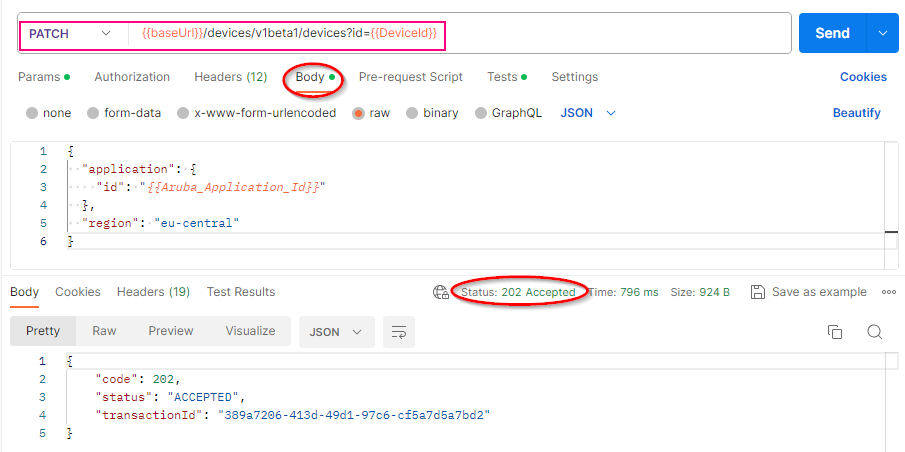 PATCH {{baseUrl}}/devices/v1beta1/devices?id={{DeviceId}} Send
Params Authorization Headers (12) Body Pre-request Script Tests Settings Cookies
none form-data x-www-form-urlencoded raw binary GraphQL JSON Beautify
1 {
2 "application": {
3 "id": "{{Aruba_Application_Id}}"
4 },
5 "region": "eu-central"
6 }
Body Cookies Headers (19) Test Results Status: 202 Accepted Time: 796 ms Size: 924 B Save as example
Pretty Raw Preview Visualize JSON
1 {
2 "code": 202,
3 "status": "ACCEPTED",
4 "transactionId": "389a7206-413d-49d1-97c6-cf5a7d5a7bd2"
5 }